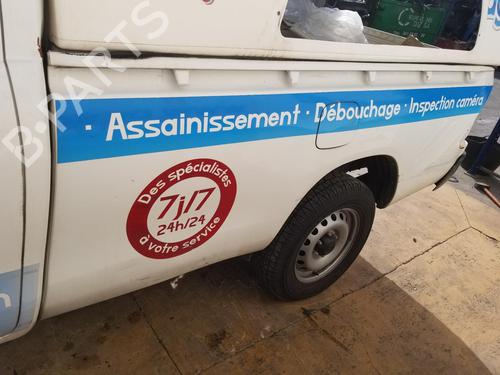 B-PARTS
· Assainissement · Débouchage · Inspection caméra
Des spécialistes
7j/7
24h/24
à votre service